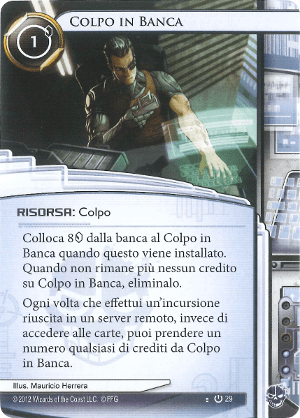 1
Colpo in Banca
RISORSA: Colpo
Colloca 8 dalla banca al Colpo in
Banca quando questo viene installato.
Quando non rimane più nessun credito
su Colpo in Banca, eliminalo.
Ogni volta che effettui un'incursione
riuscita in un server remoto, invece di
accedere alle carte, puoi prendere un
numero qualsiasi di crediti da Colpo
in Banca.
Illus. Mauricio Herrera
© 2012 Wizards of the Coast LLC. © FFG
29